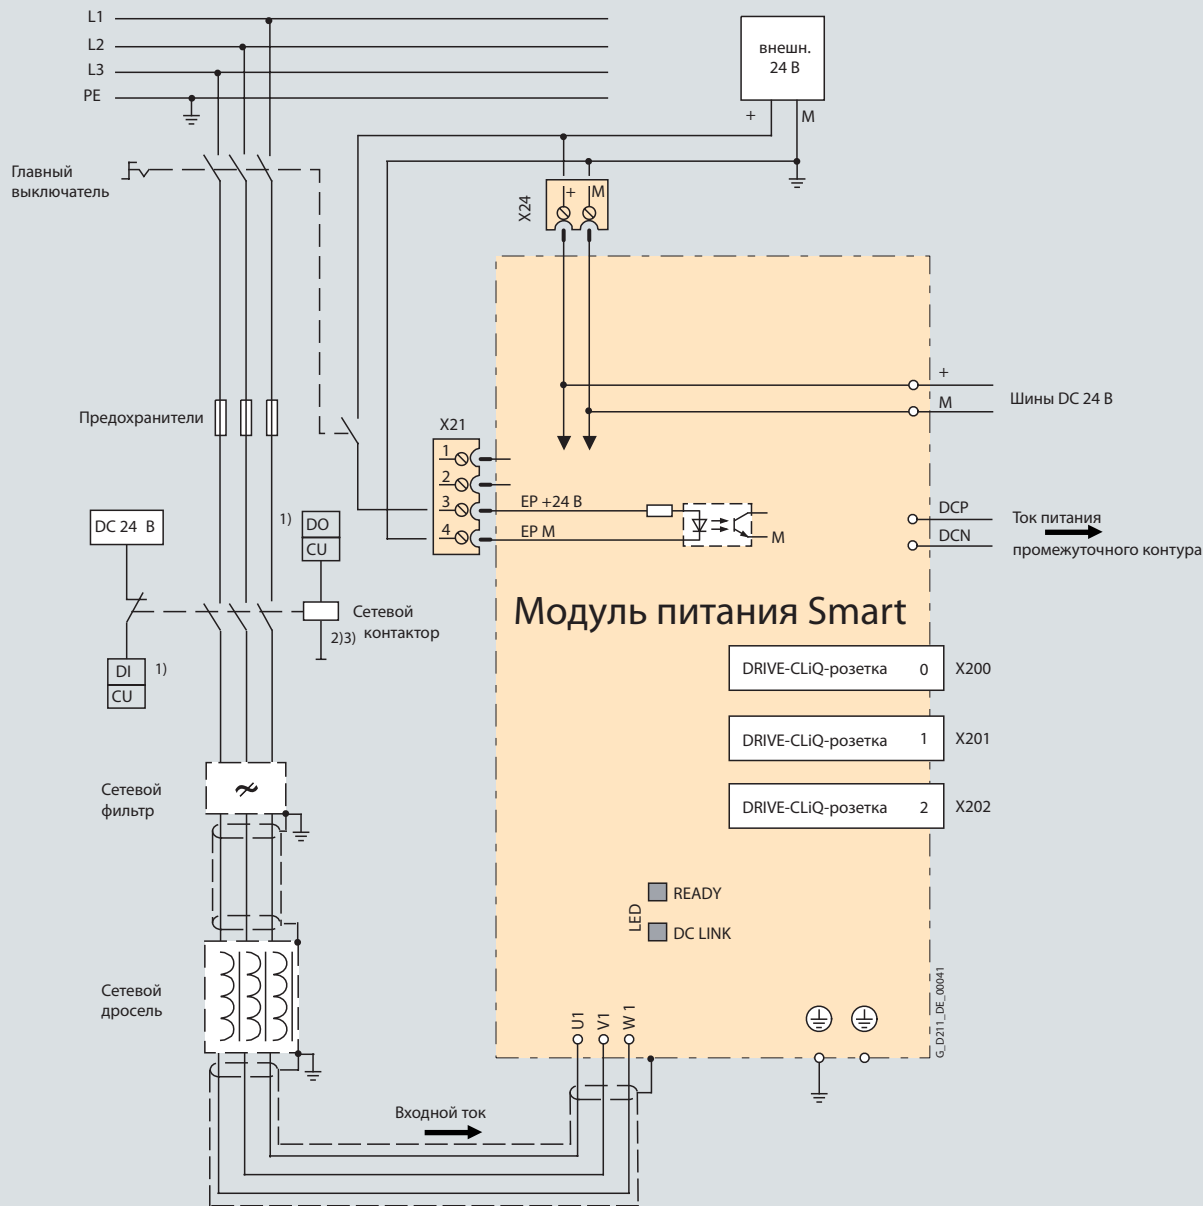 L1
L2
L3
PE
внешн.
24 В
+
M
Главный
выключатель
X24
+
M
Предохранители
X21
1
2
3
4
EP +24 В
EP M
M
+
M
Шины DC 24 В
DCP
DCN
Ток питания
промежуточного контура
DC 24 В
1)
DO
CU
Сетевой
контактор
2)3)
DI
CU
1)
Модуль питания Smart
DRIVE-CLiQ-розетка 0
X200
DRIVE-CLiQ-розетка 1
X201
DRIVE-CLiQ-розетка 2
X202
Сетевой
фильтр
LED
READY
DC LINK
Сетевой
дросель
U1
V1
W 1
G_D211_DE_00041
Входной ток